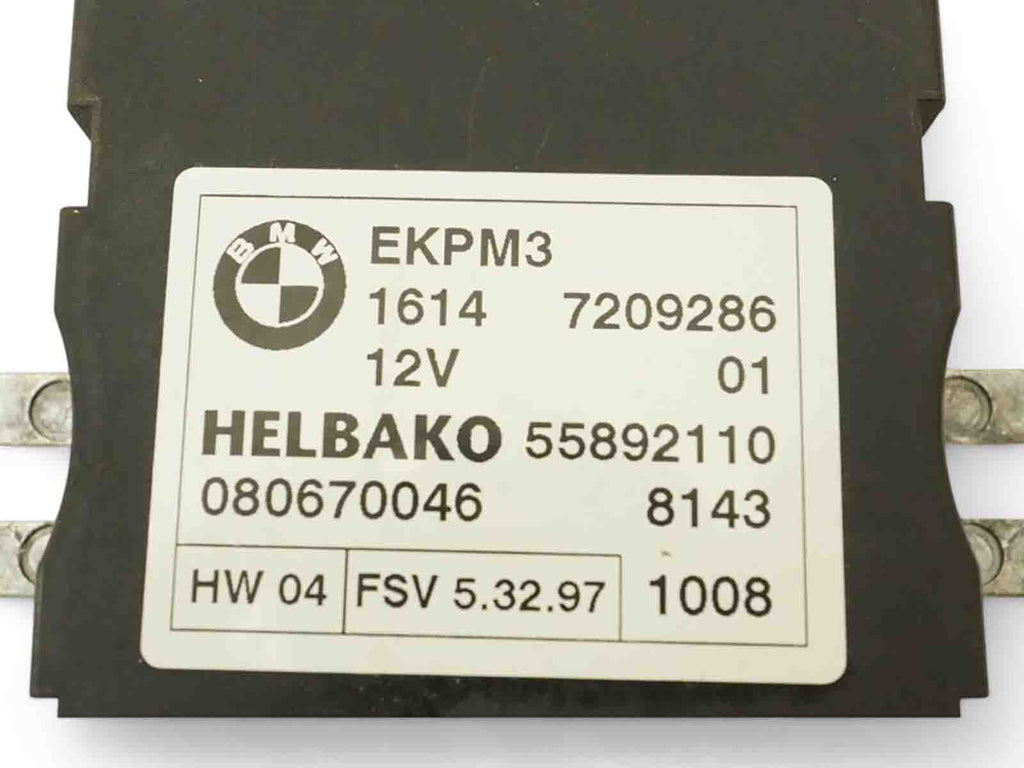 BMW EKPM3
1614 7209286
12V 01
HELBAKO 55892110
080670046 8143
HW 04 FSV 5.32.97 1008